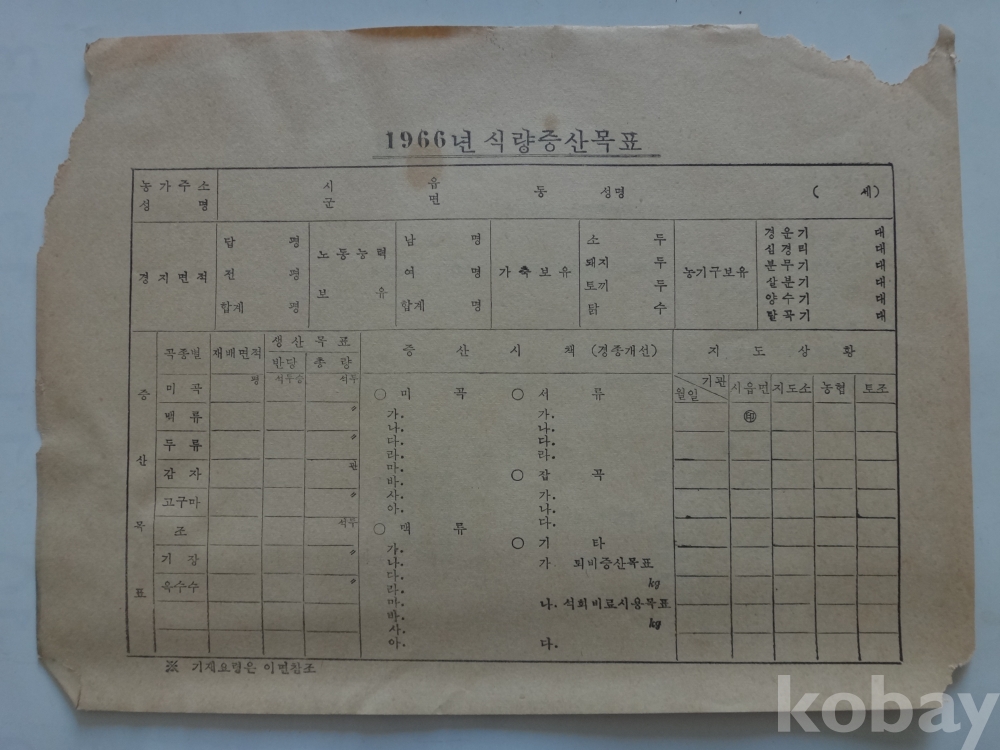 1966년 식량증산목표
농가주소 시 읍 동 성명 ( 세)
성 명 군 면
경지면적
답 평
전 평
합계 평
노동능력
보 유
남 명
여 명
합계 명
가축보유
소 두
돼지 두
토끼 두
닭 수
농기구보유
경운기 대
심경리 대
분무기 대
살분기 대
양수기 대
탈곡기 대
증 산 목 표
곡종별 재배면적 생산목표
반당 총량
미곡 평 석두승 석두
맥류 〃
두류 〃
감자 관
고구마 〃
조 석두
기장 〃
옥수수 〃
증 산 시 책 (경종개선)
○ 미 곡
가.
나.
다.
라.
마.
바.
사.
아.
○ 맥 류
가.
나.
다.
라.
마.
바.
사.
아.
○ 서 류
가.
나.
다.
라.
○ 잡 곡
가.
나.
다.
○ 기 타
가 퇴비증산목표
kg
나. 석회비료시용목표
kg
다.
지 도 상 황
기관
월일 시읍면 지도소 농협 토조
㊞
※ 기재요령은 이면참조
kobay